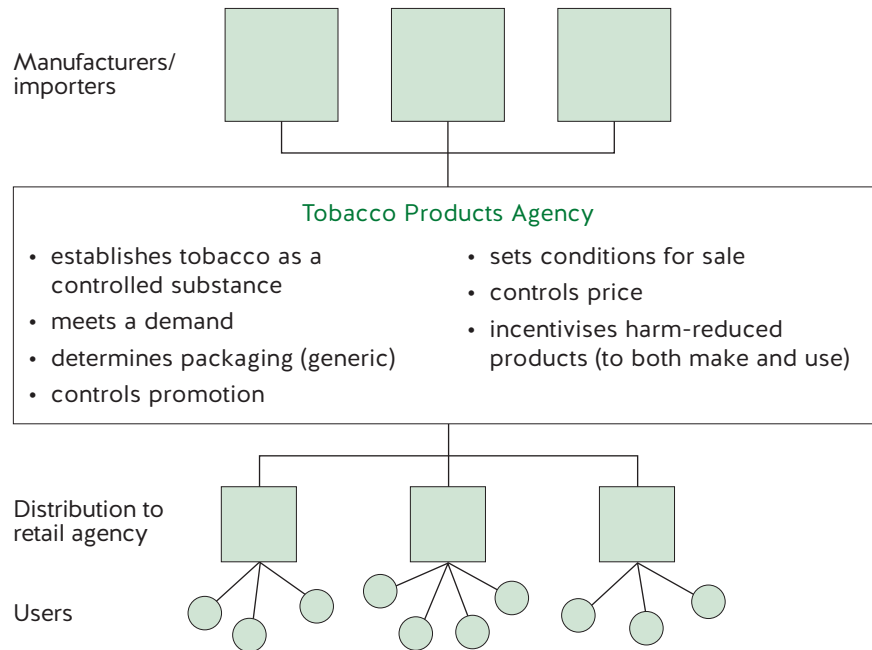 Manufacturers/
importers
Tobacco Products Agency
• establishes tobacco as a
controlled substance
• meets a demand
• determines packaging (generic)
• controls promotion
• sets conditions for sale
• controls price
• incentivises harm-reduced
products (to both make and use)
Distribution to
retail agency
Users